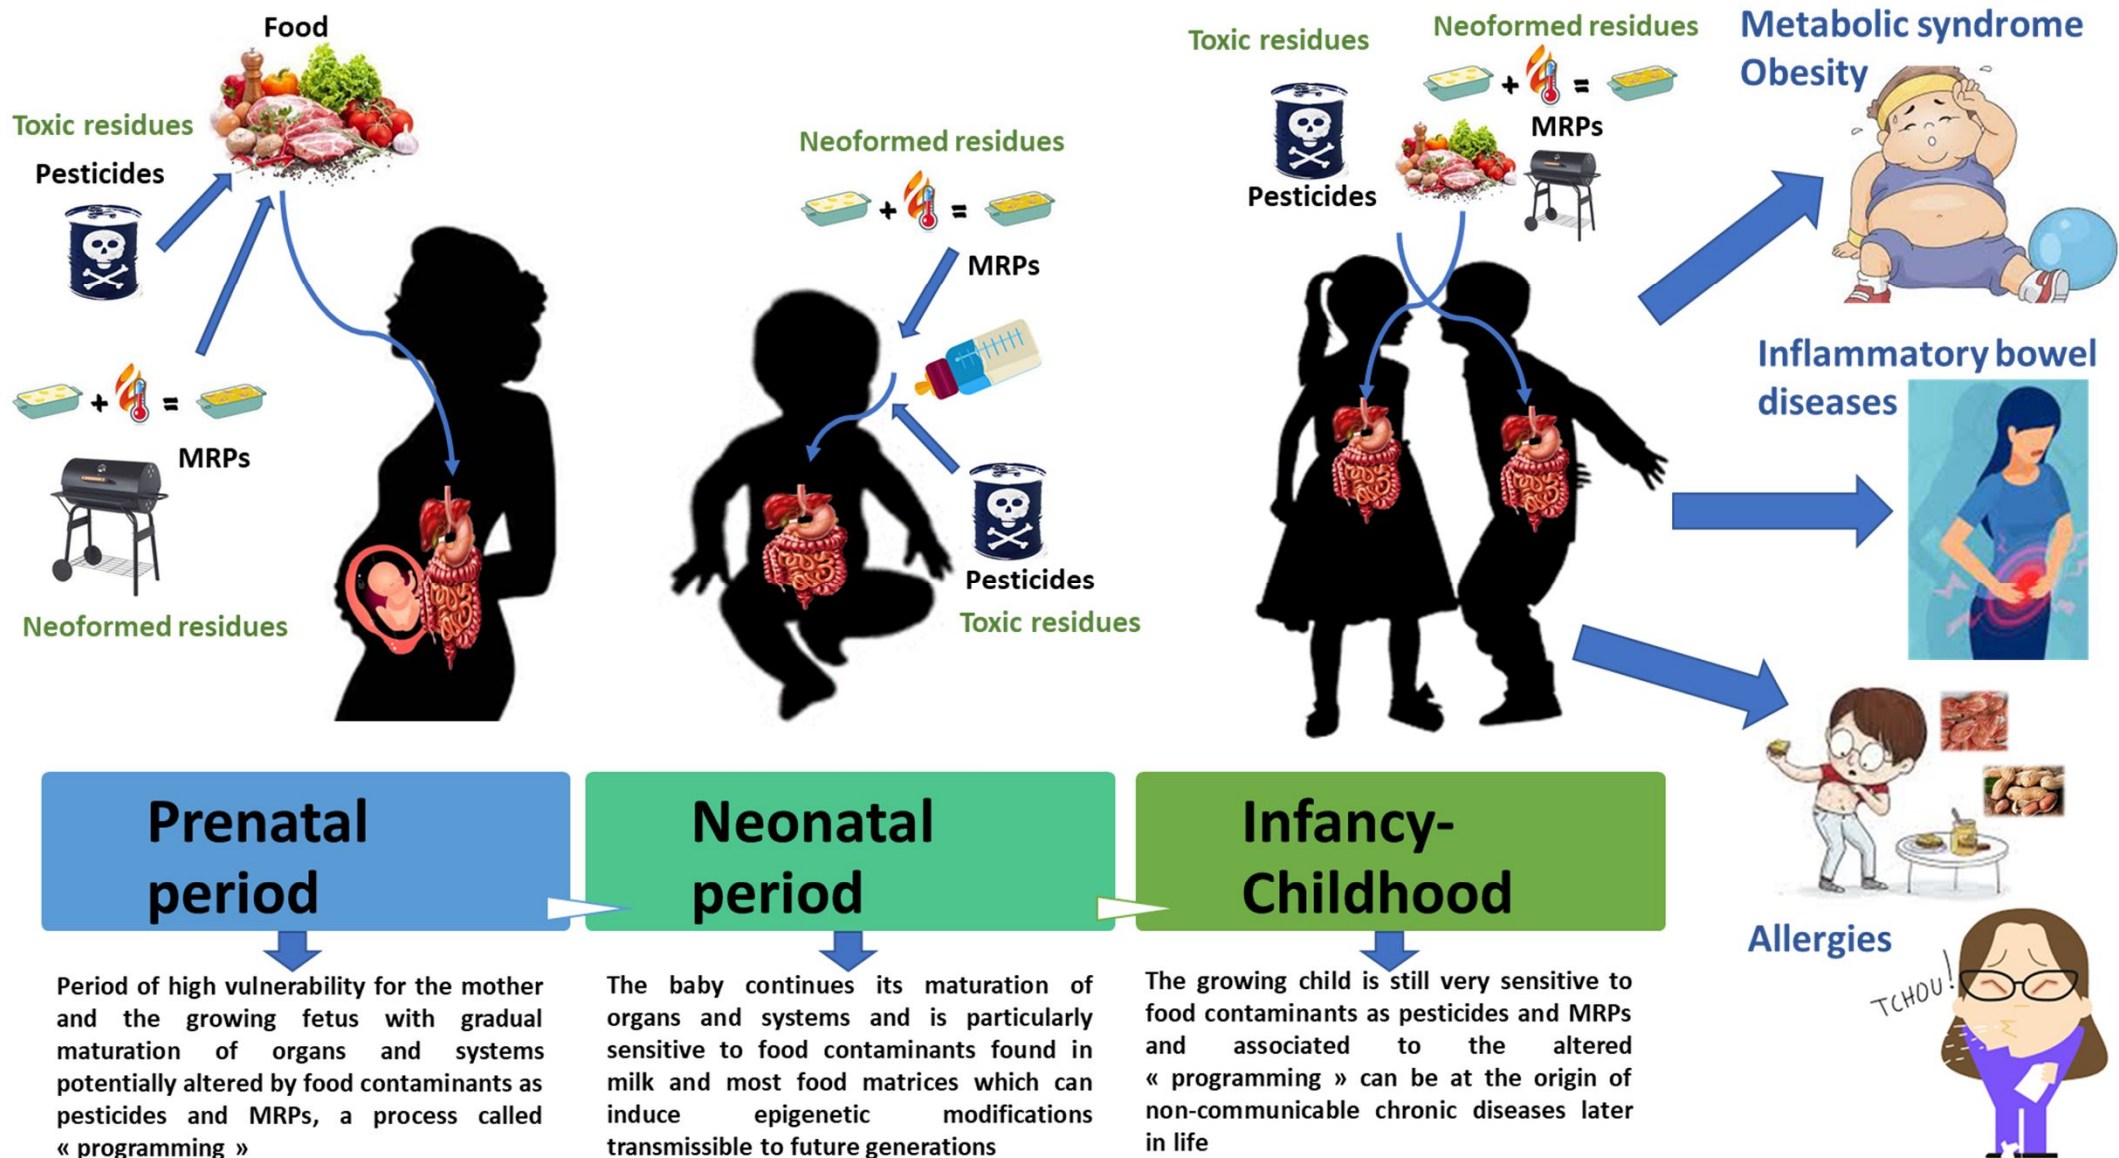 Food
Toxic residues
Pesticides
MRPs
Neoformed residues
Neoformed residues
MRPs
Pesticides
Toxic residues
Toxic residues
Neoformed residues
MRPs
Pesticides
Metabolic syndrome
Obesity
Inflammatory bowel
diseases
Allergies
TCHOU!
Prenatal
period
Period of high vulnerability for the mother
and the growing fetus with gradual
maturation of organs and systems
potentially altered by food contaminants as
pesticides and MRPs, a process called
« programming »
Neonatal
period
The baby continues its maturation of
organs and systems and is particularly
sensitive to food contaminants found in
milk and most food matrices which can
induce epigenetic modifications
transmissible to future generations
Infancy-
Childhood
The growing child is still very sensitive to
food contaminants as pesticides and MRPs
and associated to the altered
« programming » can be at the origin of
non-communicable chronic diseases later
in life